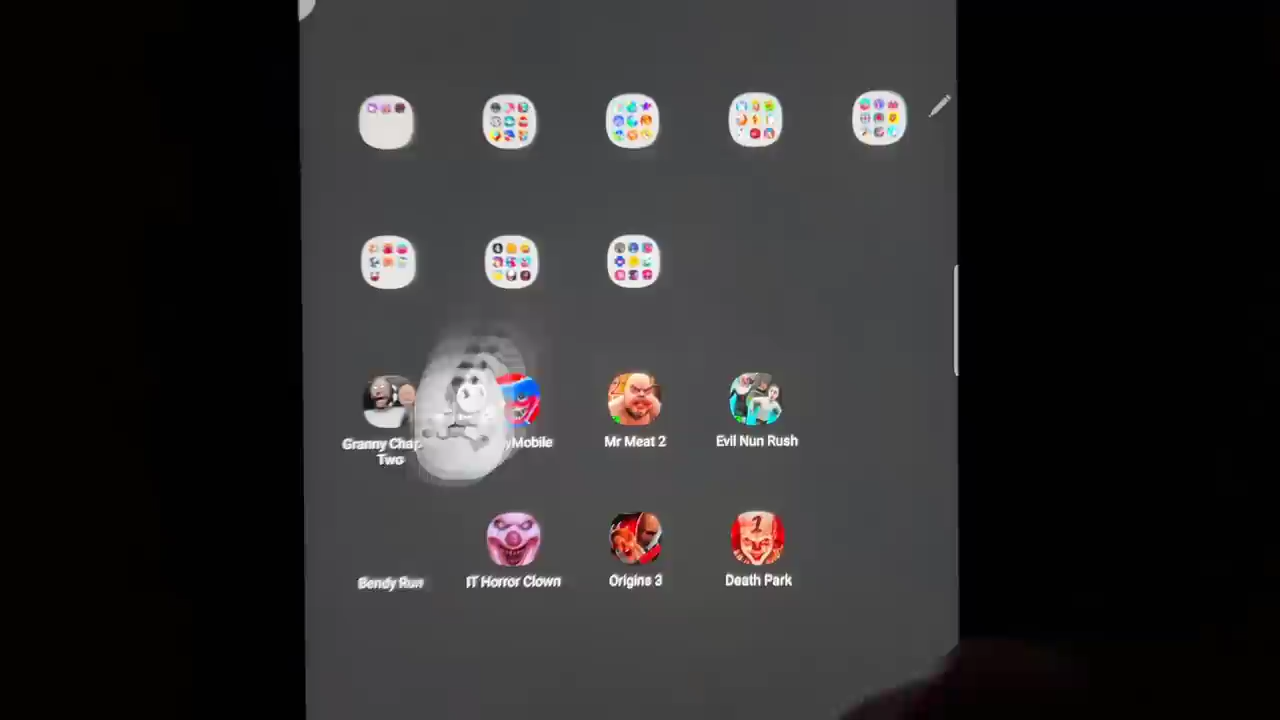 Granny Chap
Two
Mobile
Mr Meat 2
Evil Nun Rush
Bendy Run
IT Horror Clown
Origins 3
Death Park